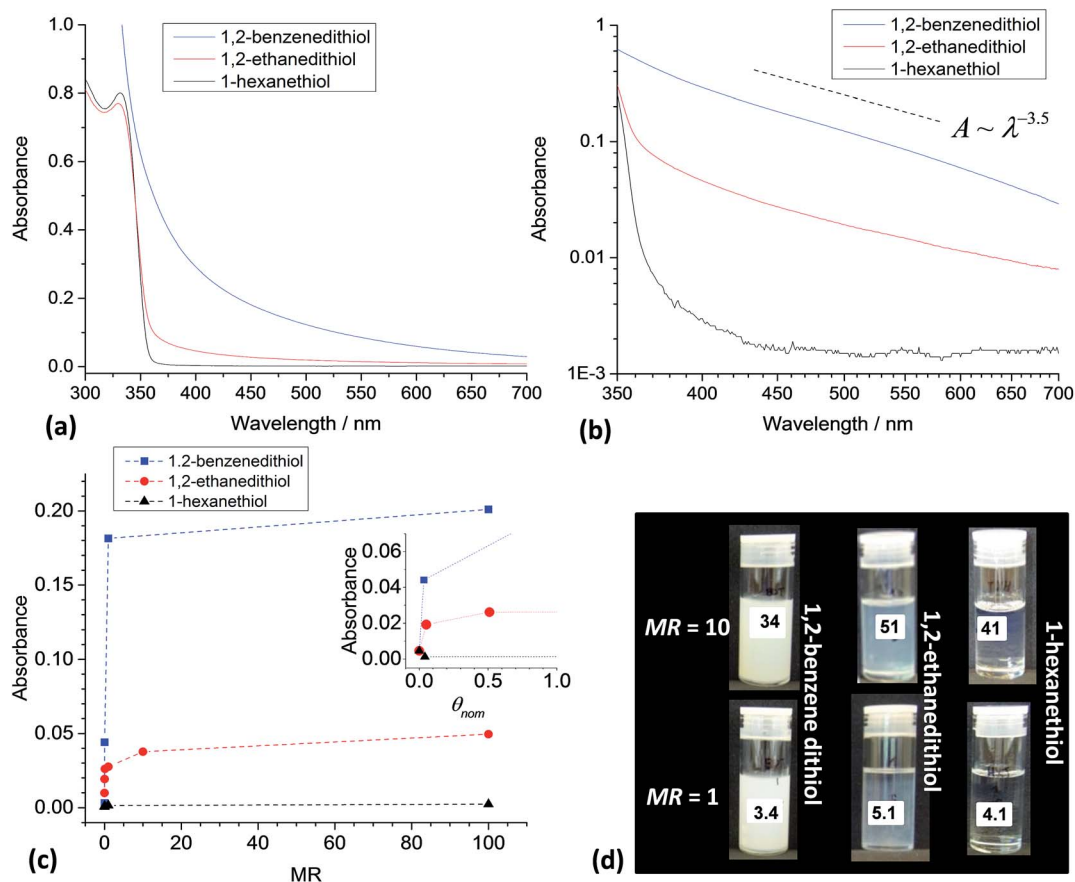 1,2-benzenedithiol
1,2-ethanedithiol
1-hexanethiol
1.0
0.8
0.6
0.4
0.2
0.0
Absorbance
300 350 400 450 500 550 600 650 700
Wavelength / nm
(a)
1,2-benzenedithiol
1,2-ethanedithiol
1-hexanethiol
A ~ λ^-3.5
1
0.1
0.01
1E-3
Absorbance
350 400 450 500 550 600 650 700
Wavelength / nm
(b)
1.2-benzenedithiol
1,2-ethanedithiol
1-hexanethiol
0.20
0.15
0.10
0.05
0.00
Absorbance
0 20 40 60 80 100
MR
(c)
0.06
0.04
0.02
0.00
Absorbance
0.0 0.5 1.0
θnom
MR = 10
34
51
41
MR = 1
3.4
5.1
4.1
1,2-benzene dithiol
1,2-ethanedithiol
1-hexanethiol
(d)